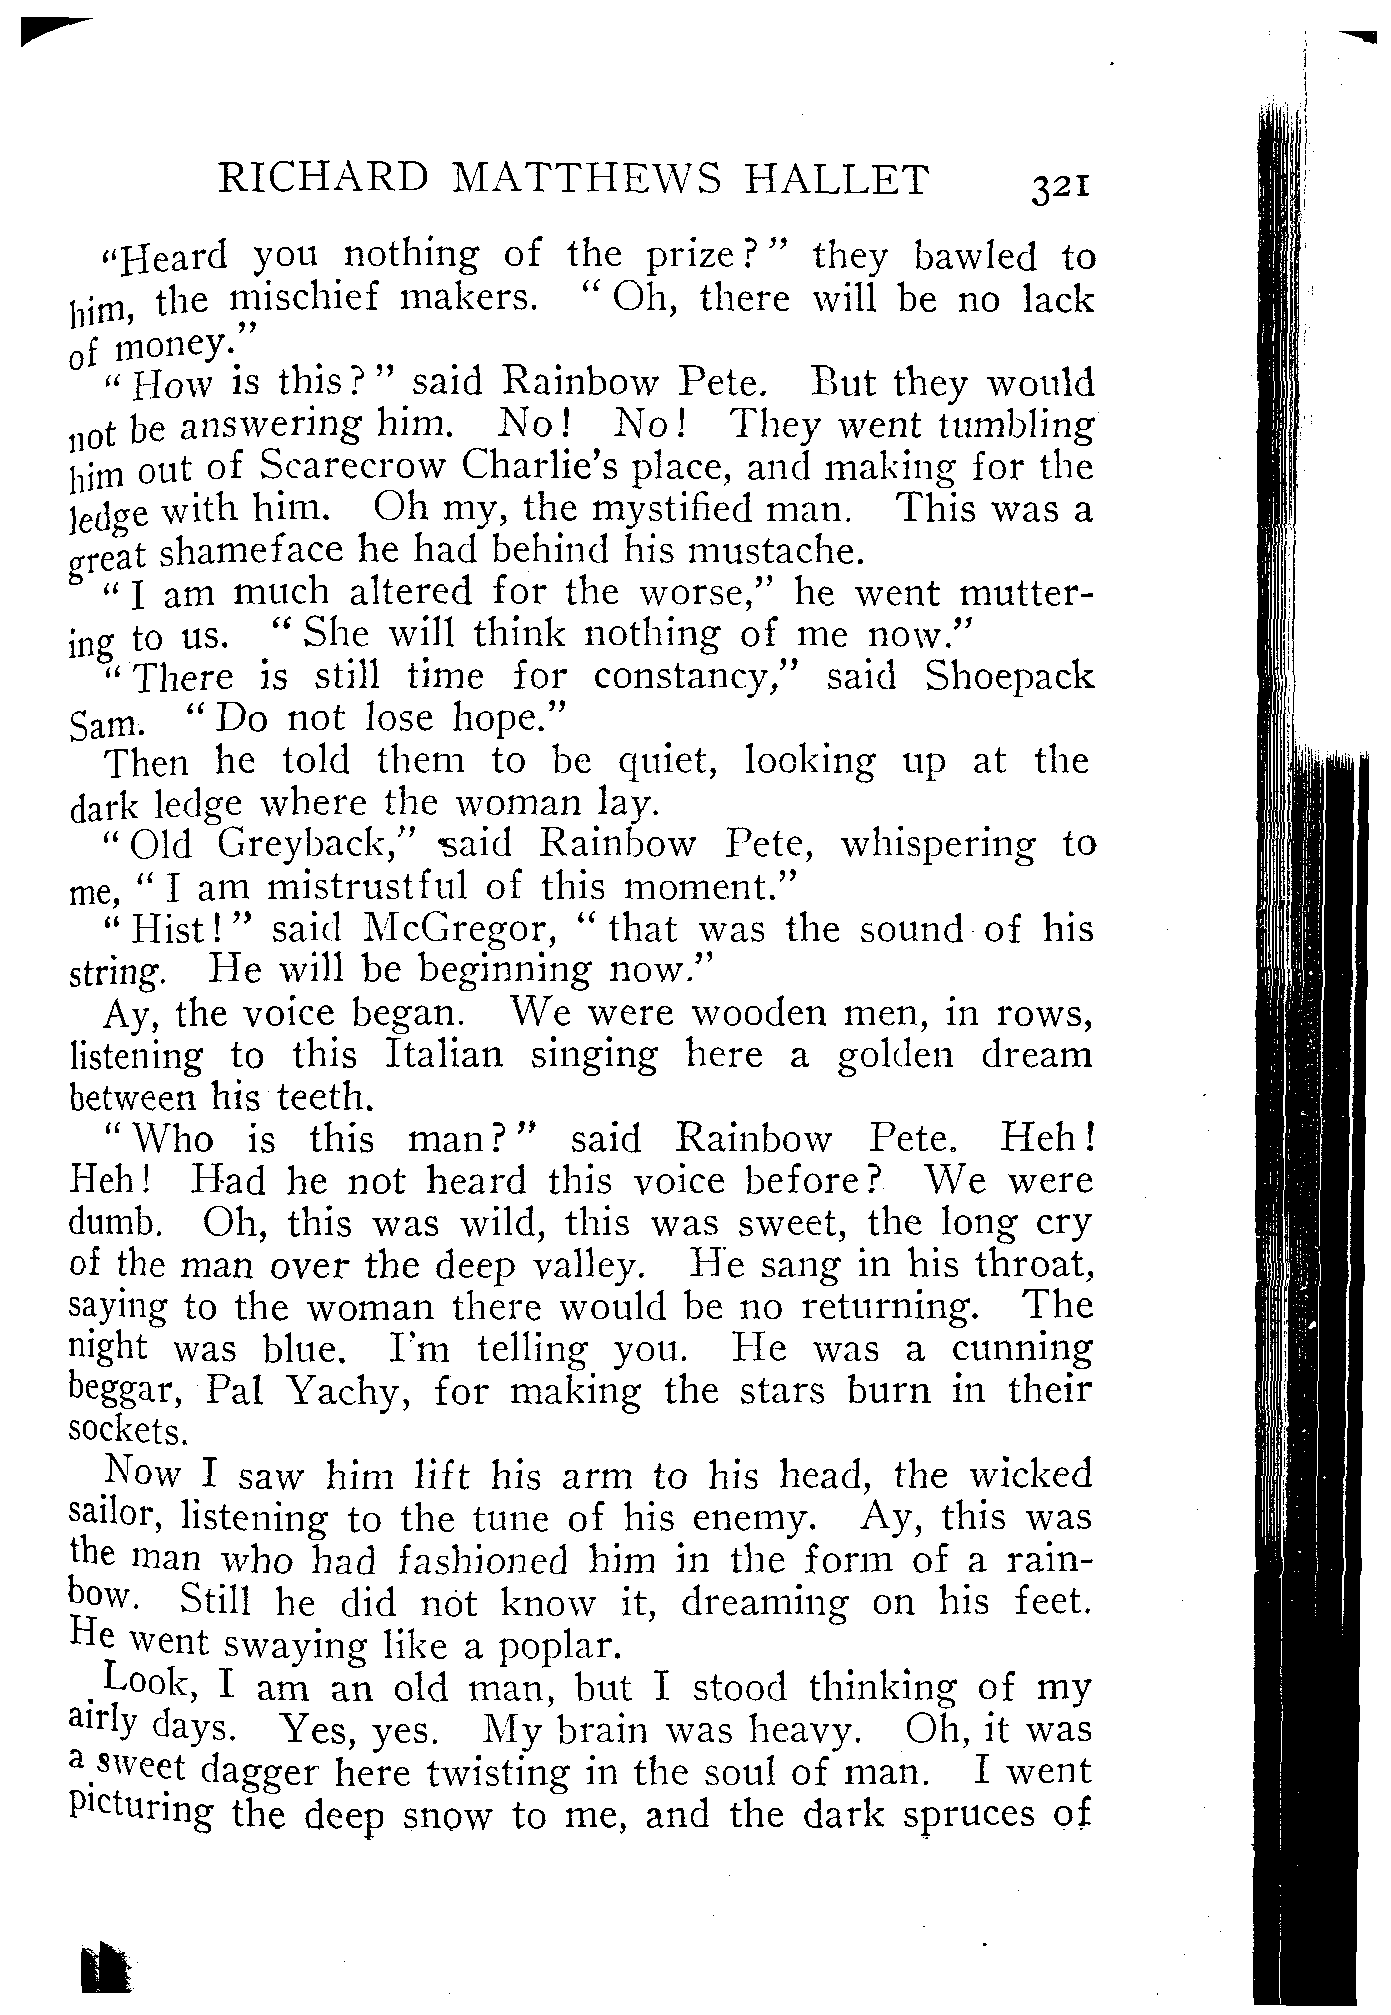 RICHARD MATTHEWS HALLET 321
"Heard you nothing of the prize?" they bawled to
him, the mischief makers. "Oh, there will be no lack
of money."
"How is this?" said Rainbow Pete. But they would
not be answering him. No! No! They went tumbling
him out of Scarecrow Charlie's place, and making for the
ledge with him. Oh my, the mystified man. This was a
great shameface he had behind his mustache.
"I am much altered for the worse," he went mutter-
ing to us. "She will think nothing of me now."
"There is still time for constancy," said Shoepack
Sam. "Do not lose hope."
Then he told them to be quiet, looking up at the
dark ledge where the woman lay.
"Old Greyback," said Rainbow Pete, whispering to
me, "I am mistrustful of this moment."
"Hist!" said McGregor, "that was the sound of his
string. He will be beginning now."
Ay, the voice began. We were wooden men, in rows,
listening to this Italian singing here a golden dream
between his teeth.
"Who is this man?" said Rainbow Pete. Heh!
Heh! Had he not heard this voice before? We were
dumb. Oh, this was wild, this was sweet, the long cry
of the man over the deep valley. He sang in his throat,
saying to the woman there would be no returning. The
night was blue. I'm telling you. He was a cunning
beggar, Pal Yachy, for making the stars burn in their
sockets.
Now I saw him lift his arm to his head, the wicked
sailor, listening to the tune of his enemy. Ay, this was
the man who had fashioned him in the form of a rain-
bow. Still he did not know it, dreaming on his feet.
He went swaying like a poplar.
Look, I am an old man, but I stood thinking of my
airly days. Yes, yes. My brain was heavy. Oh, it was
a sweet dagger here twisting in the soul of man. I went
picturing the deep snow to me, and the dark spruces of